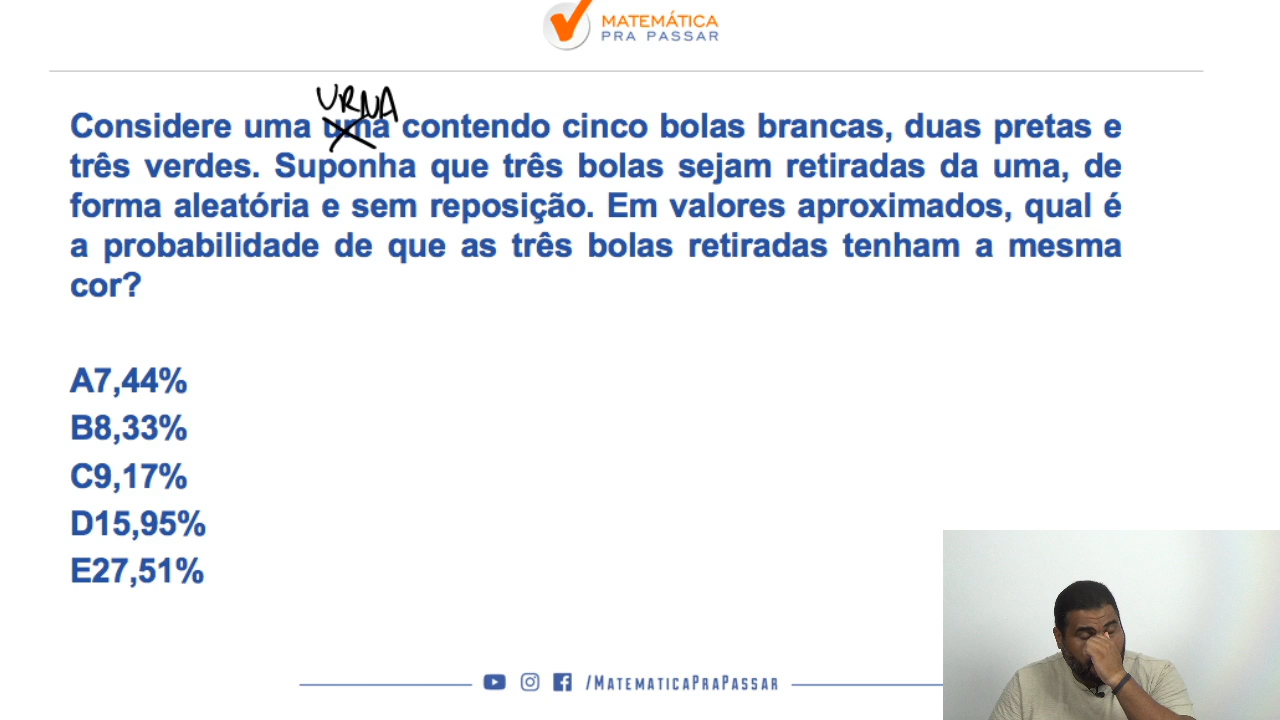 MATEMÁTICA
PRA PASSAR
URNA
Considere uma uma contendo cinco bolas brancas, duas pretas e
três verdes. Suponha que três bolas sejam retiradas da uma, de
forma aleatória e sem reposição. Em valores aproximados, qual é
a probabilidade de que as três bolas retiradas tenham a mesma
cor?
A7,44%
B8,33%
C9,17%
D15,95%
E27,51%
/MATEMATICAPRAPASSAR